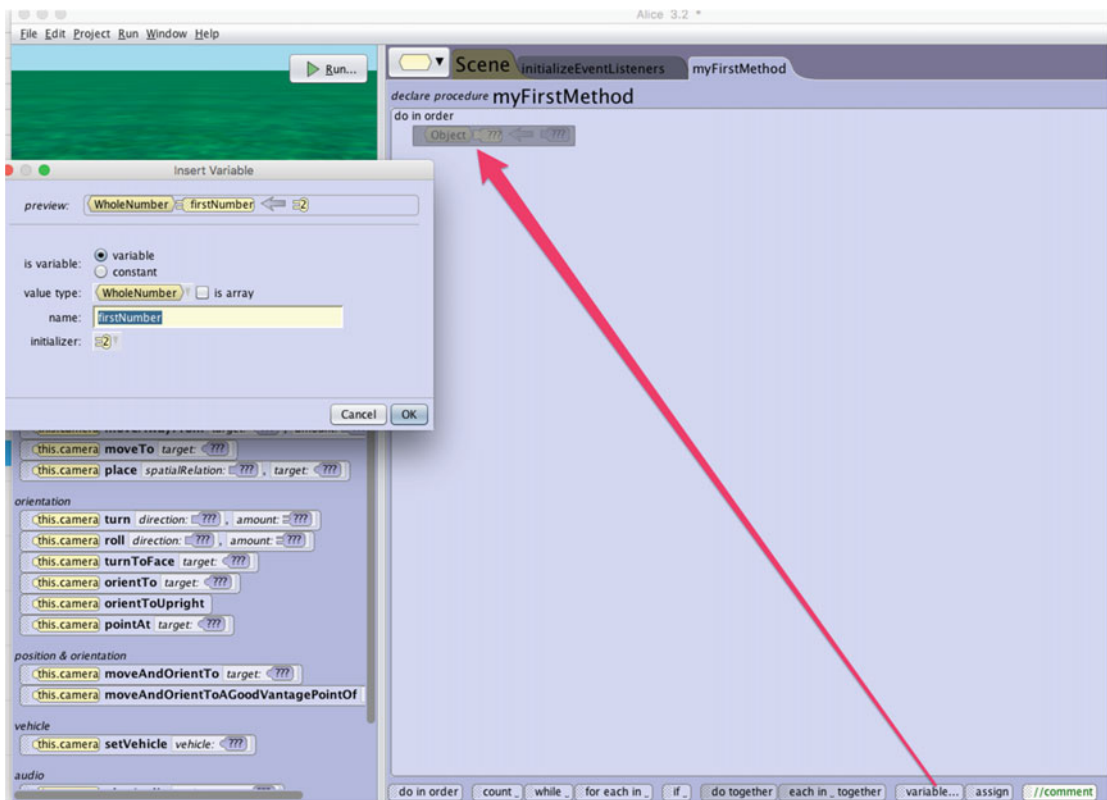 Alice 3.2 *
File Edit Project Run Window Help
Run...
Scene initializeEventListeners myFirstMethod
declare procedure myFirstMethod
do in order
Object ??? ???
Insert Variable
preview: WholeNumber firstNumber 2
is variable: variable
constant
value type: WholeNumber is array
name: firstNumber
initializer: 2
Cancel OK
this.camera moveTo target: ???
this.camera place spatialRelation: ??? , target: ???
orientation
this.camera turn direction: ??? , amount: ???
this.camera roll direction: ??? , amount: ???
this.camera turnToFace target: ???
this.camera orientTo target: ???
this.camera orientToUpright
this.camera pointAt target: ???
position & orientation
this.camera moveAndOrientTo target: ???
this.camera moveAndOrientToAGoodVantagePointOf
vehicle
this.camera setVehicle vehicle: ???
audio
do in order count _ while _ for each in _ if _ do together each in _ together variable... assign //comment